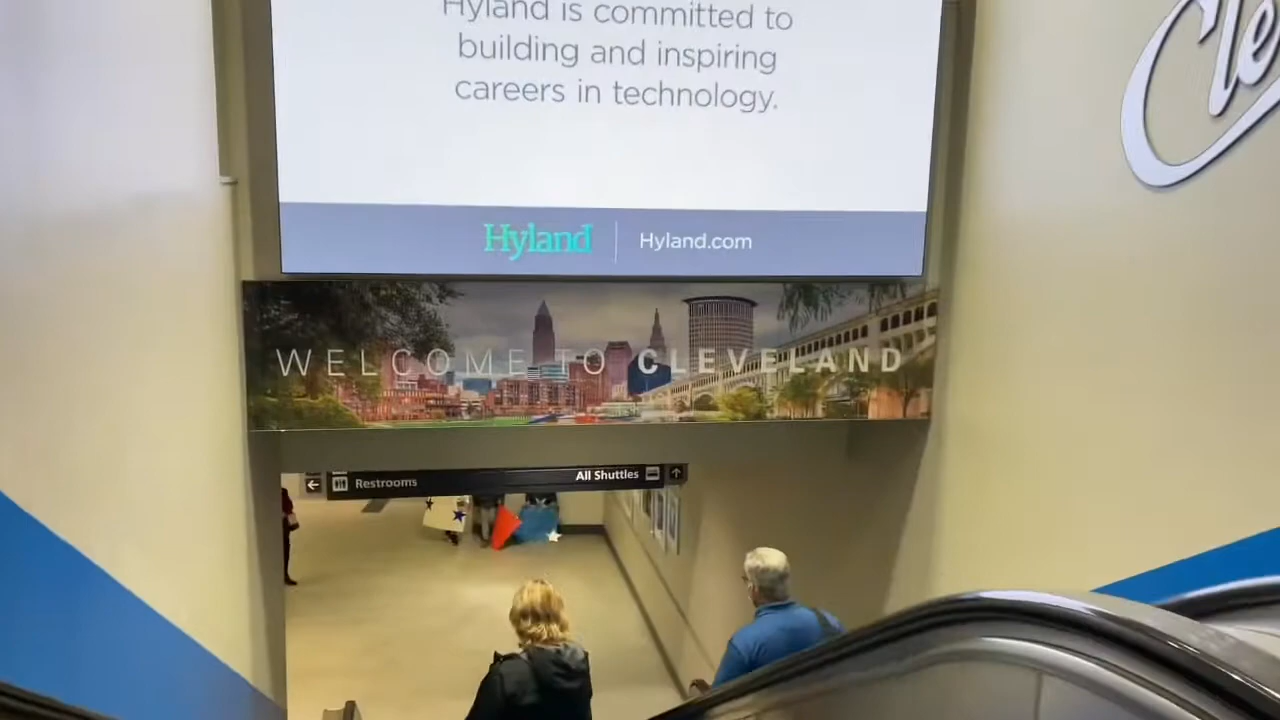 Hyland is committed to
building and inspiring
careers in technology.
Hyland | Hyland.com
WELCOME TO CLEVELAND
Restrooms
All Shuttles